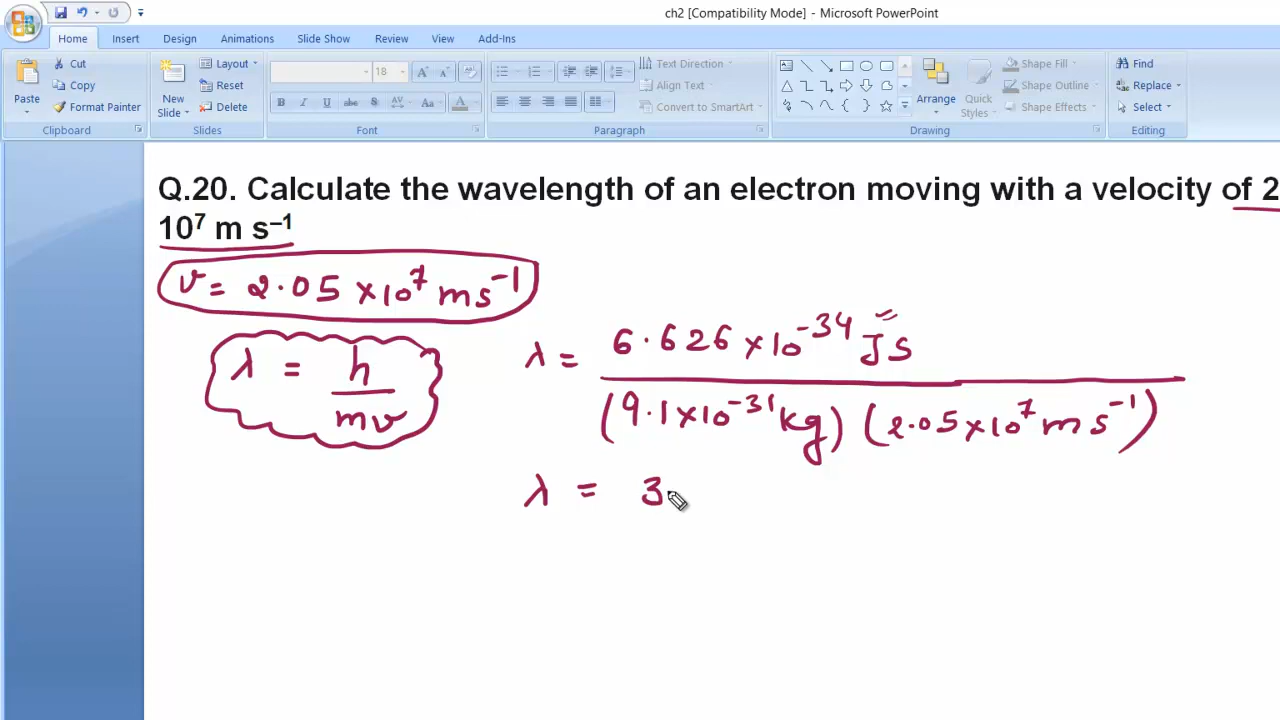 ch2 [Compatibility Mode] - Microsoft PowerPoint
Home Insert Design Animations Slide Show Review View Add-Ins
Paste Cut Copy Format Painter
Clipboard
New Slide Layout Reset Delete
Slides
18
B I U abc AV Aa A
Font
Text Direction Align Text Convert to SmartArt
Paragraph
Arrange Quick Styles Shape Fill Shape Outline Shape Effects
Drawing
Find Replace Select
Editing
Q.20. Calculate the wavelength of an electron moving with a velocity of 2
10⁷ m s⁻¹
v = 2.05 ×10⁷ ms⁻¹
λ = h / mv
λ = 6.626 ×10⁻³⁴ JS
(9.1×10⁻³¹ kg) (2.05×10⁷ m s⁻¹)
λ = 3